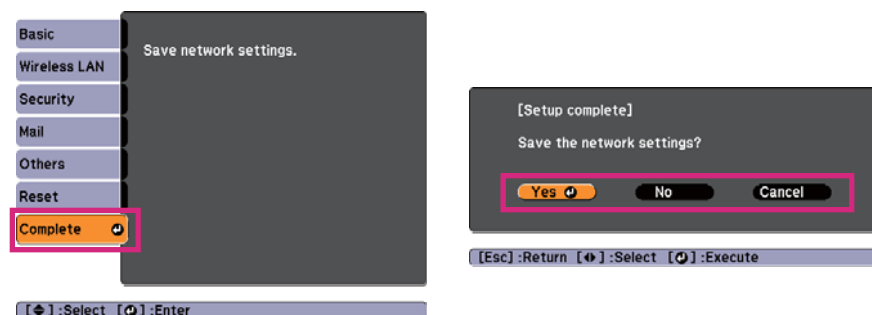 Basic
Wireless LAN
Security
Mail
Others
Reset
Complete
Save network settings.
[◆] :Select [↵] :Enter
[Setup complete]
Save the network settings?
Yes No Cancel
[Esc] :Return [◆] :Select [↵] :Execute